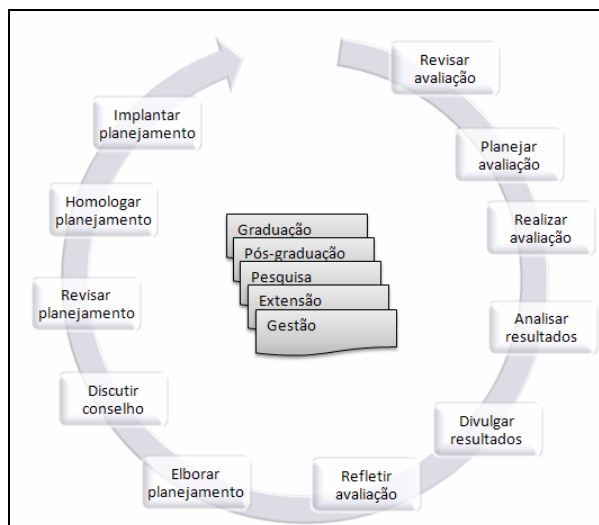 Revisar
avaliação
Planejar
avaliação
Realizar
avaliação
Analisar
resultados
Divulgar
resultados
Refletir
avaliação
Elborar
planejamento
Discutir
conselho
Revisar
planejamento
Homologar
planejamento
Implantar
planejamento
Graduação
Pós-graduação
Pesquisa
Extensão
Gestão